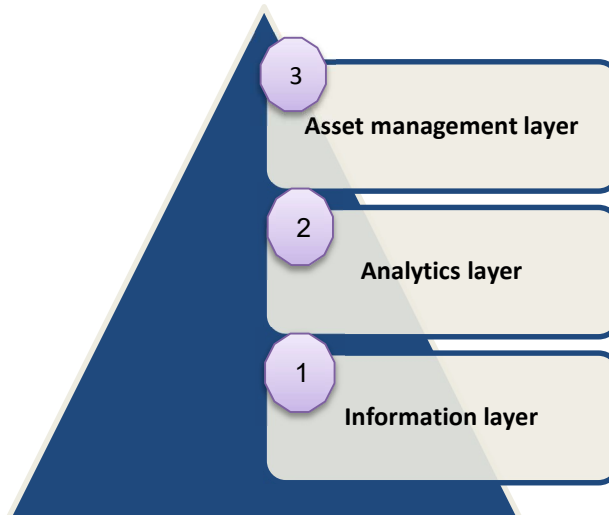 3
Asset management layer
2
Analytics layer
1
Information layer